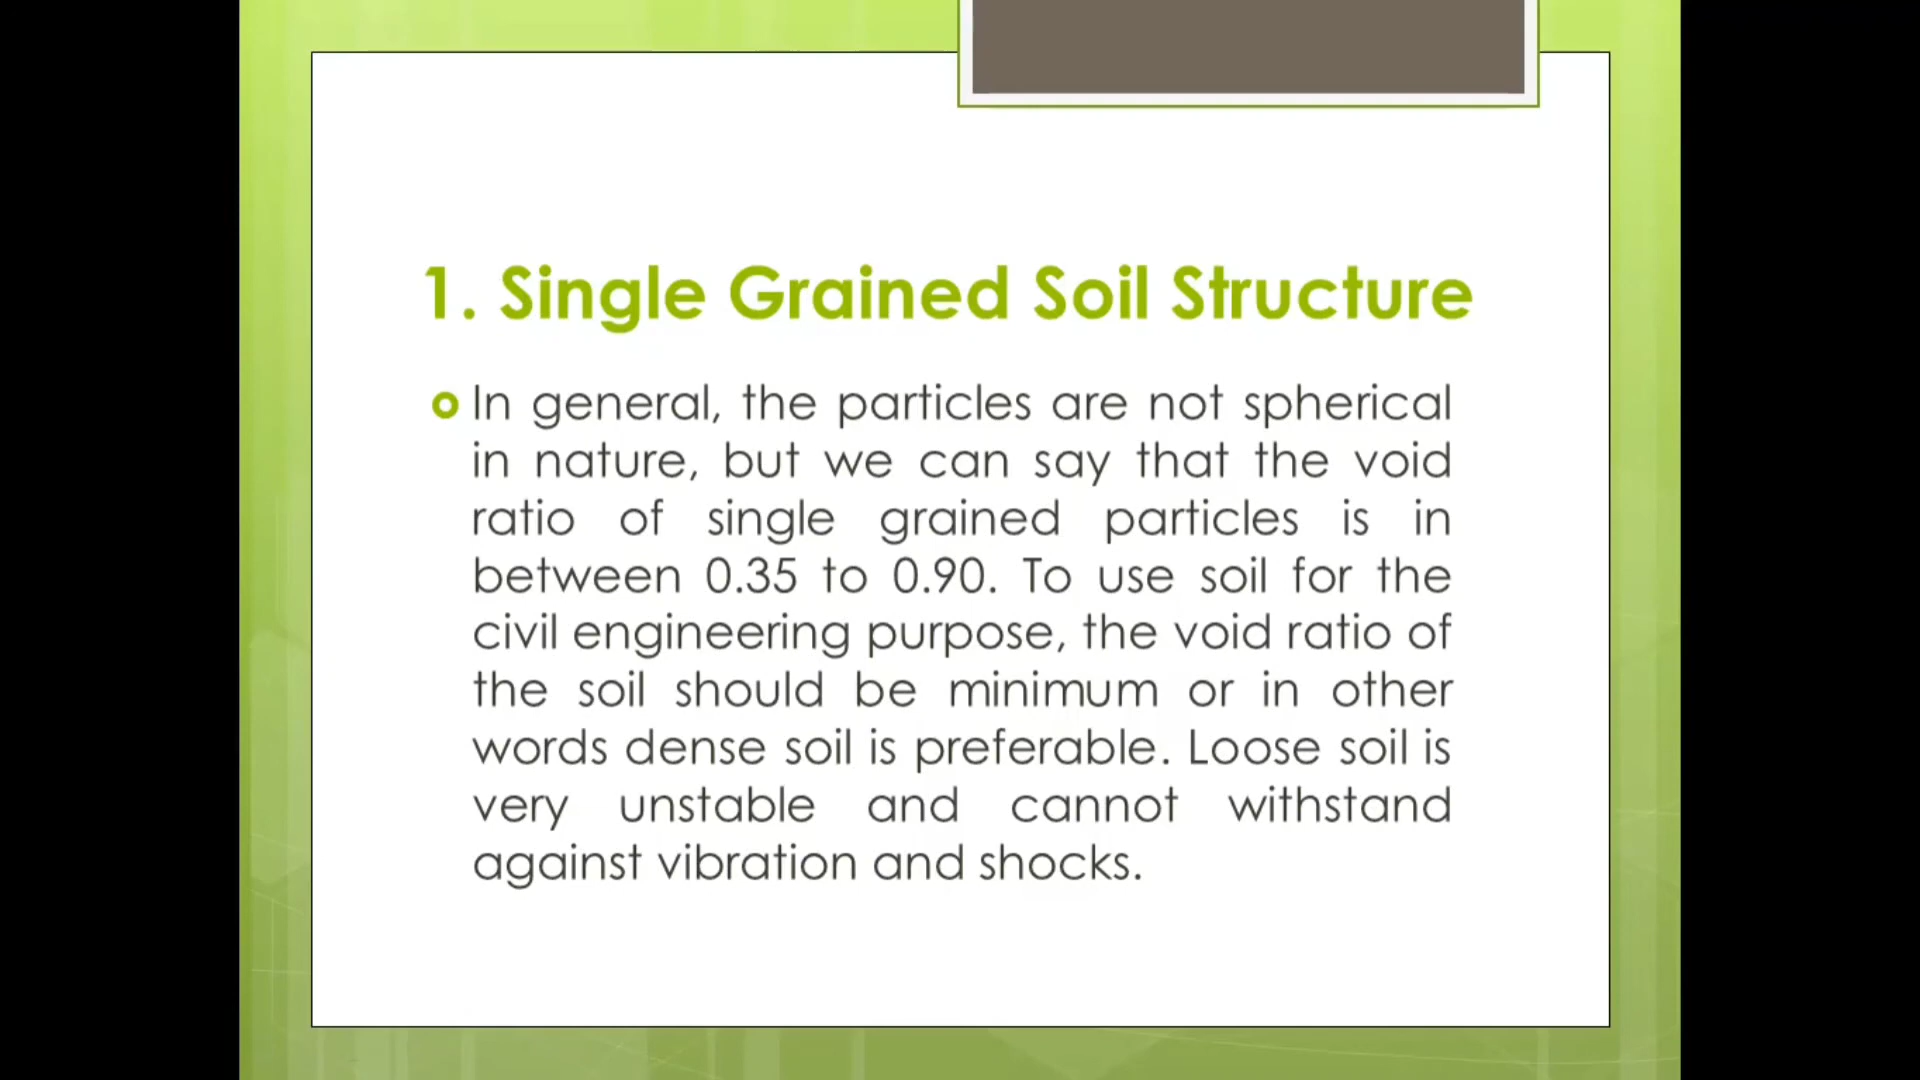 1. Single Grained Soil Structure
In general, the particles are not spherical
in nature, but we can say that the void
ratio of single grained particles is in
between 0.35 to 0.90. To use soil for the
civil engineering purpose, the void ratio of
the soil should be minimum or in other
words dense soil is preferable. Loose soil is
very unstable and cannot withstand
against vibration and shocks.